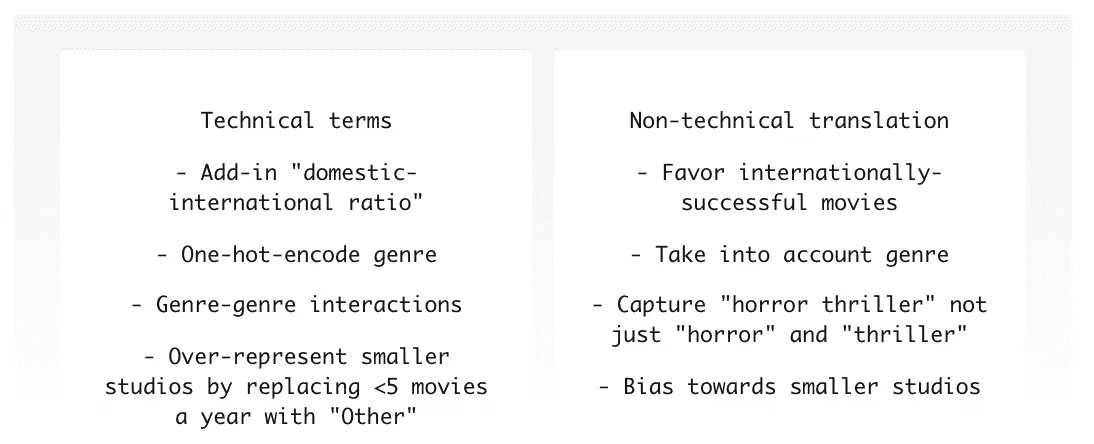 Technical terms
- Add-in "domestic-
international ratio"
- One-hot-encode genre
- Genre-genre interactions
- Over-represent smaller
studios by replacing <5 movies
a year with "Other"
Non-technical translation
- Favor internationally-
successful movies
- Take into account genre
- Capture "horror thriller" not
just "horror" and "thriller"
- Bias towards smaller studios